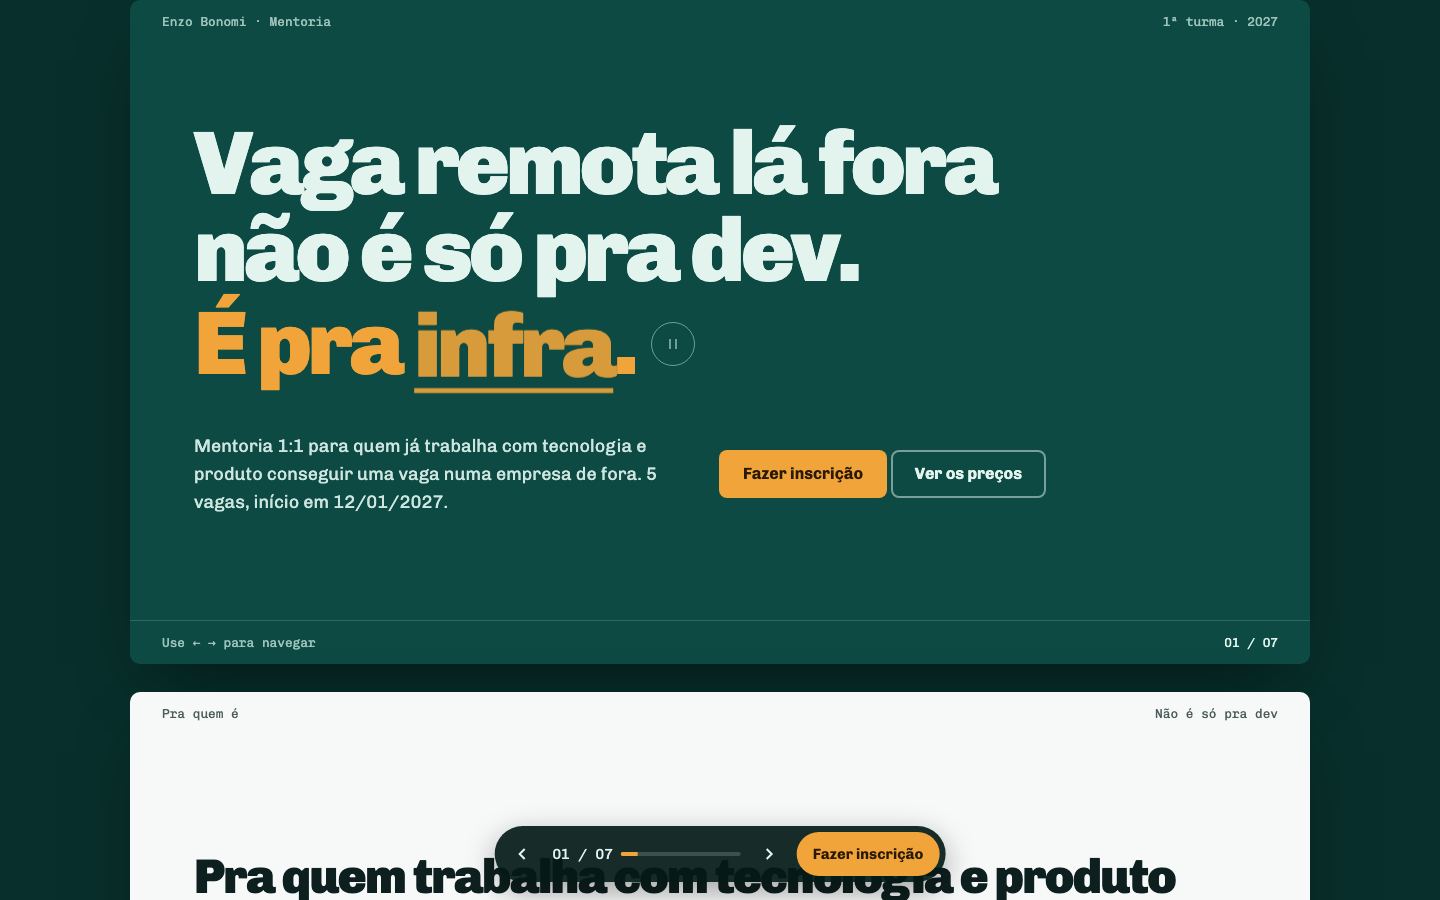 Enzo Bonomi · Mentoria
1ª turma · 2027
Vaga remota lá fora
não é só pra dev.
É pra infra.
Mentoria 1:1 para quem já trabalha com tecnologia e
produto conseguir uma vaga numa empresa de fora. 5
vagas, início em 12/01/2027.
Fazer inscrição
Ver os preços
Use ← → para navegar
01 / 07
Pra quem é
Não é só pra dev
01 / 07
Fazer inscrição
Pra quem trabalha com tecnologia e produto